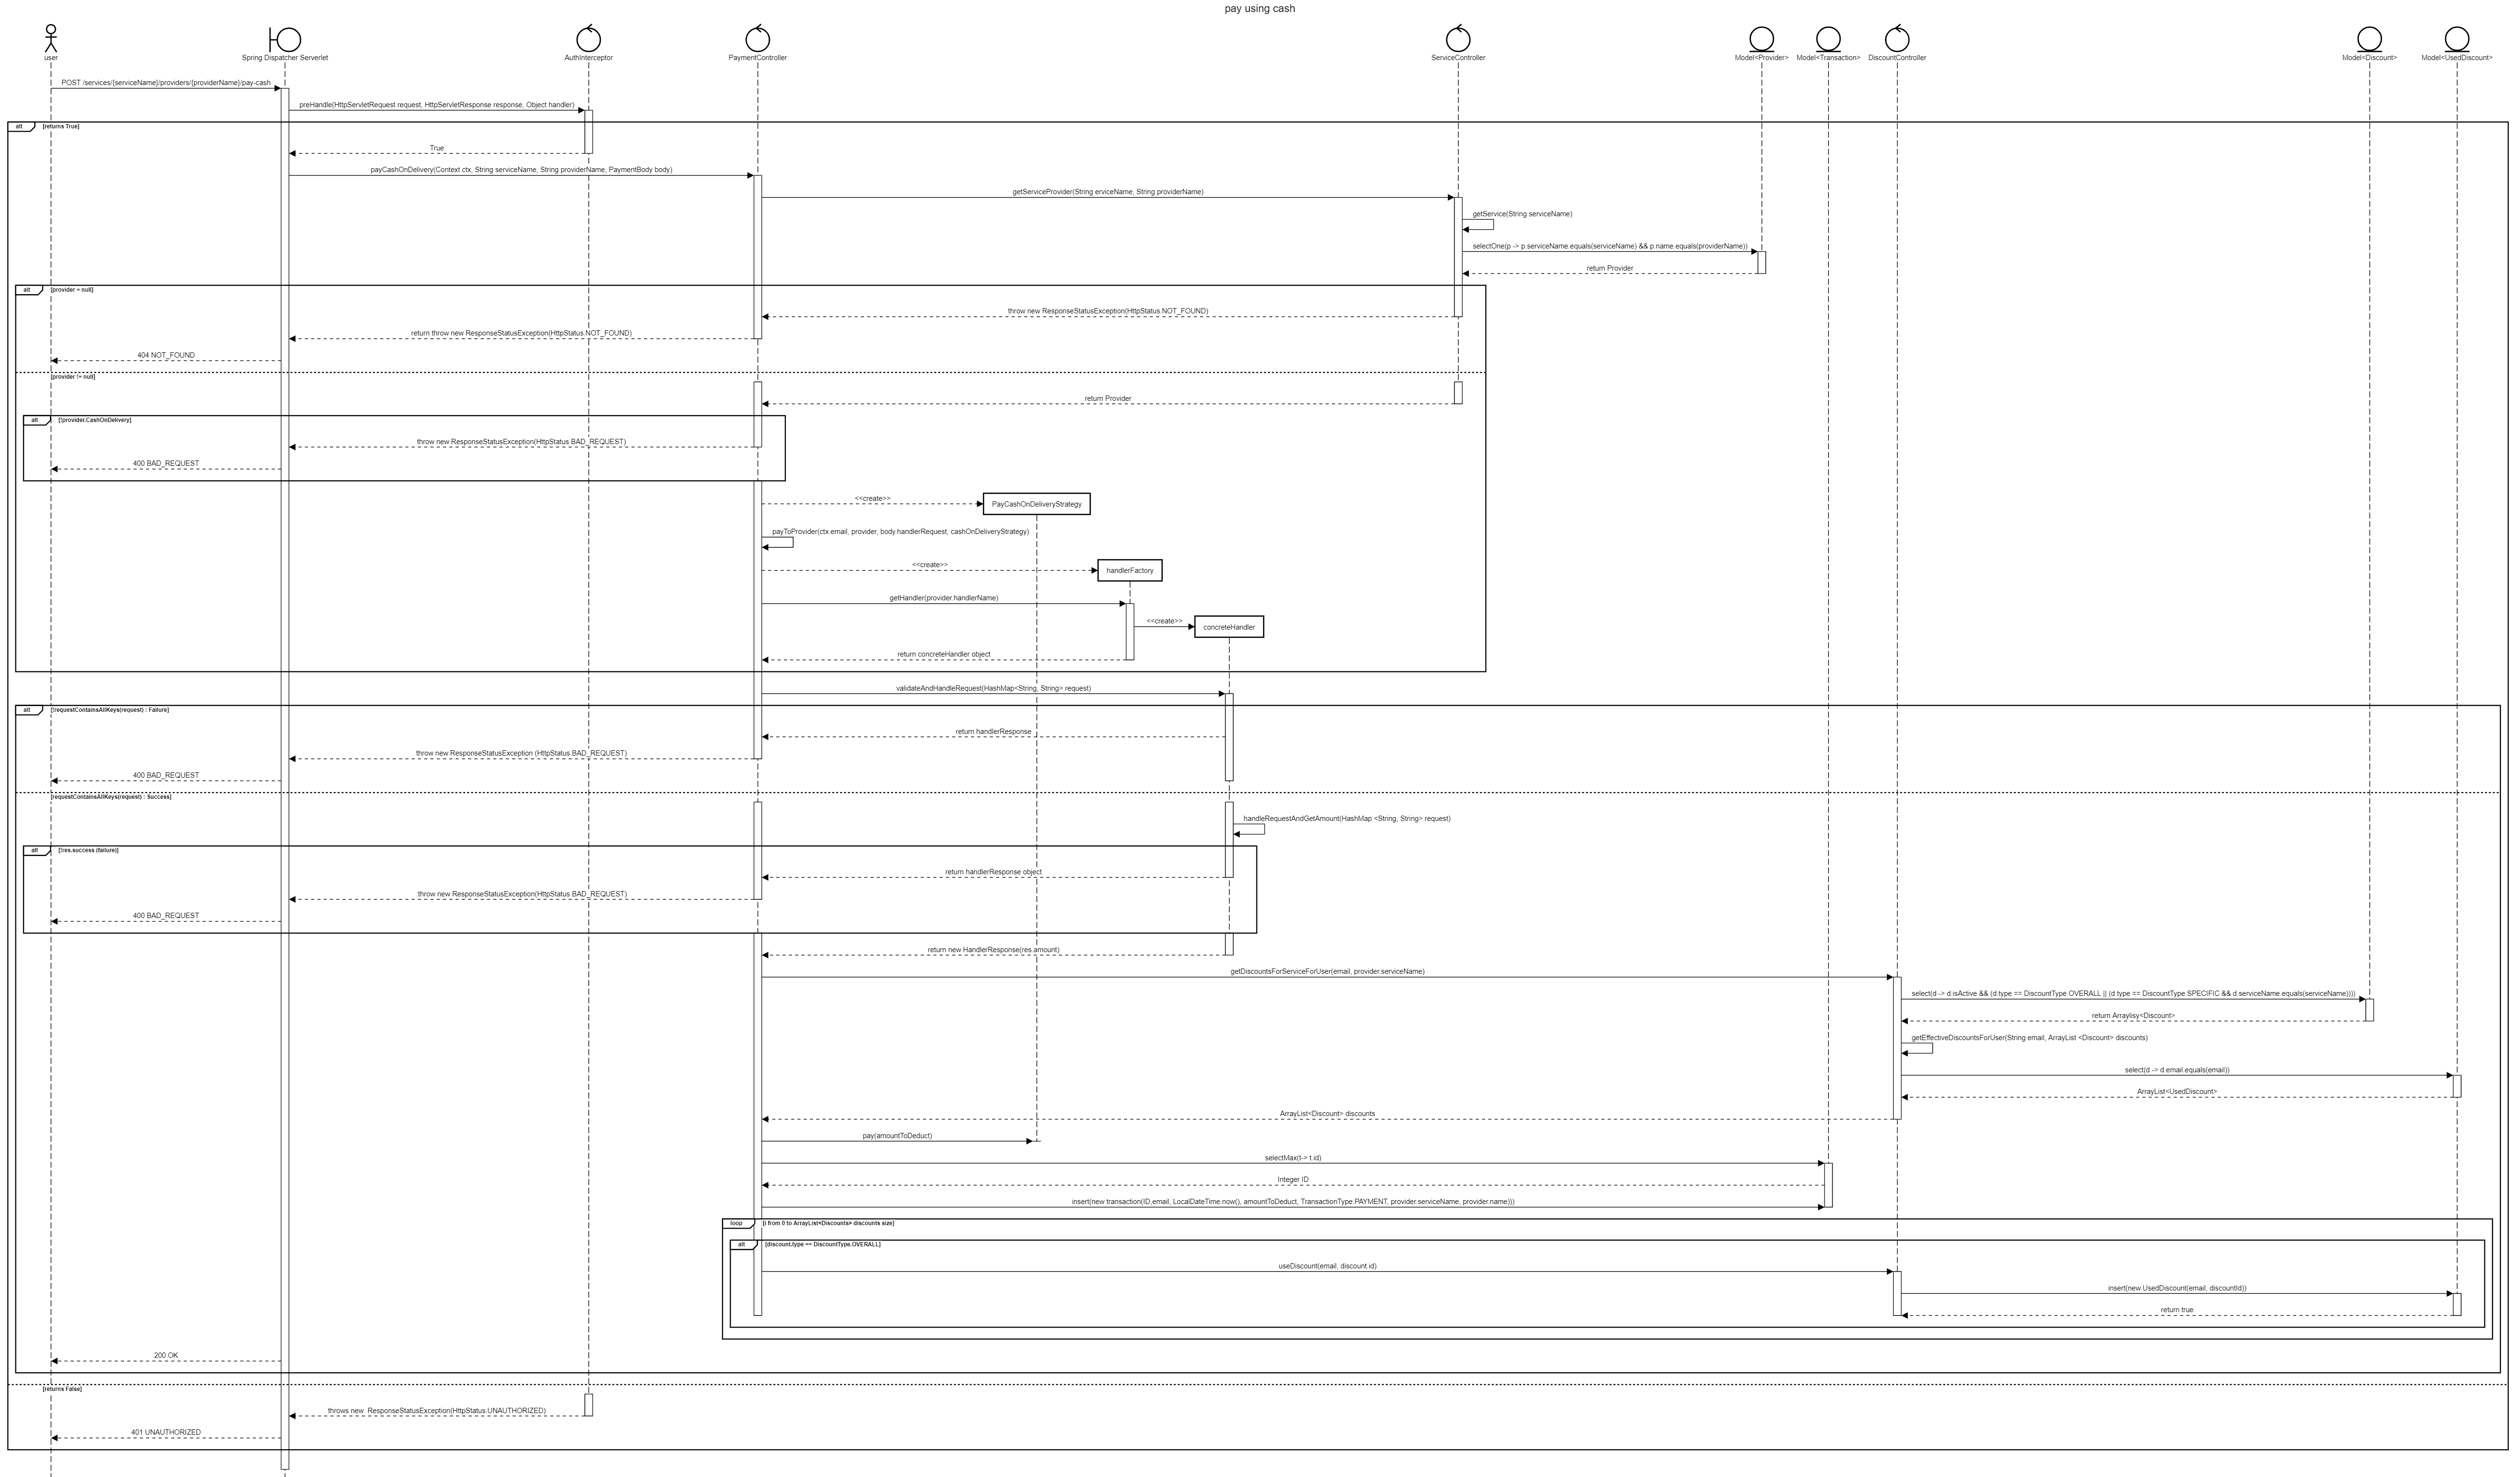 pay using cash
user
Spring Dispatcher Servlet
AuthInterceptor
PaymentController
ServiceController
Model<Provider>
Model<Transaction>
DiscountController
Model<Discount>
Model<UsedDiscount>
POST /services/{serviceName}/providers/{providerName}/pay-cash
preHandle(HttpServletRequest request, HttpServletResponse response, Object handler)
alt
[returns True]
True
payCashOnDelivery(Context ctx, String serviceName, String providerName, PaymentBody body)
getServiceProvider(String erviceName, String providerName)
getService(String serviceName)
selectOne(p -> p.serviceName.equals(serviceName) && p.name.equals(providerName))
return Provider
alt
[provider = null]
throw new ResponseStatusException(HttpStatus.NOT_FOUND)
return throw new ResponseStatusException(HttpStatus.NOT_FOUND)
404 NOT_FOUND
[provider != null]
return Provider
alt
[!provider.CashOnDelivery]
throw new ResponseStatusException(HttpStatus.BAD_REQUEST)
400 BAD_REQUEST
<<create>>
PayCashOnDeliveryStrategy
payToProvider(ctx.email, provider, body.handlerRequest, cashOnDeliveryStrategy)
<<create>>
handlerFactory
getHandler(provider.handlerName)
<<create>>
concreteHandler
return concreteHandler object
validateAndHandleRequest(HashMap<String, String> request)
alt
[!requestContainsAllKeys(request) : Failure]
return handlerResponse
throw new ResponseStatusException (HttpStatus.BAD_REQUEST)
400 BAD_REQUEST
[requestContainsAllKeys(request) : Success]
handleRequestAndGetAmount(HashMap <String, String> request)
alt
[!res.success (failure)]
return handlerResponse object
throw new ResponseStatusException(HttpStatus.BAD_REQUEST)
400 BAD_REQUEST
return new HandlerResponse(res.amount)
getDiscountsForServiceForUser(email, provider.serviceName)
select(d -> d.isActive && (d.type == DiscountType.OVERALL || (d.type == DiscountType.SPECIFIC && d.serviceName.equals(serviceName))))
return Arraylisy<Discount>
getEffectiveDiscountsForUser(String email, ArrayList <Discount> discounts)
select(d -> d.email.equals(email))
ArrayList<UsedDiscount>
ArrayList<Discount> discounts
pay(amountToDeduct)
selectMax(t-> t.id)
Integer ID
insert(new transaction(ID,email, LocalDateTime.now(), amountToDeduct, TransactionType.PAYMENT, provider.serviceName, provider.name)))
loop
[i from 0 to ArrayList<Discounts> discounts size]
alt
[discount.type == DiscountType.OVERALL]
useDiscount(email, discount.id)
insert(new UsedDiscount(email, discountId))
return true
200 OK
[returns False]
throws new  ResponseStatusException(HttpStatus.UNAUTHORIZED)
401 UNAUTHORIZED